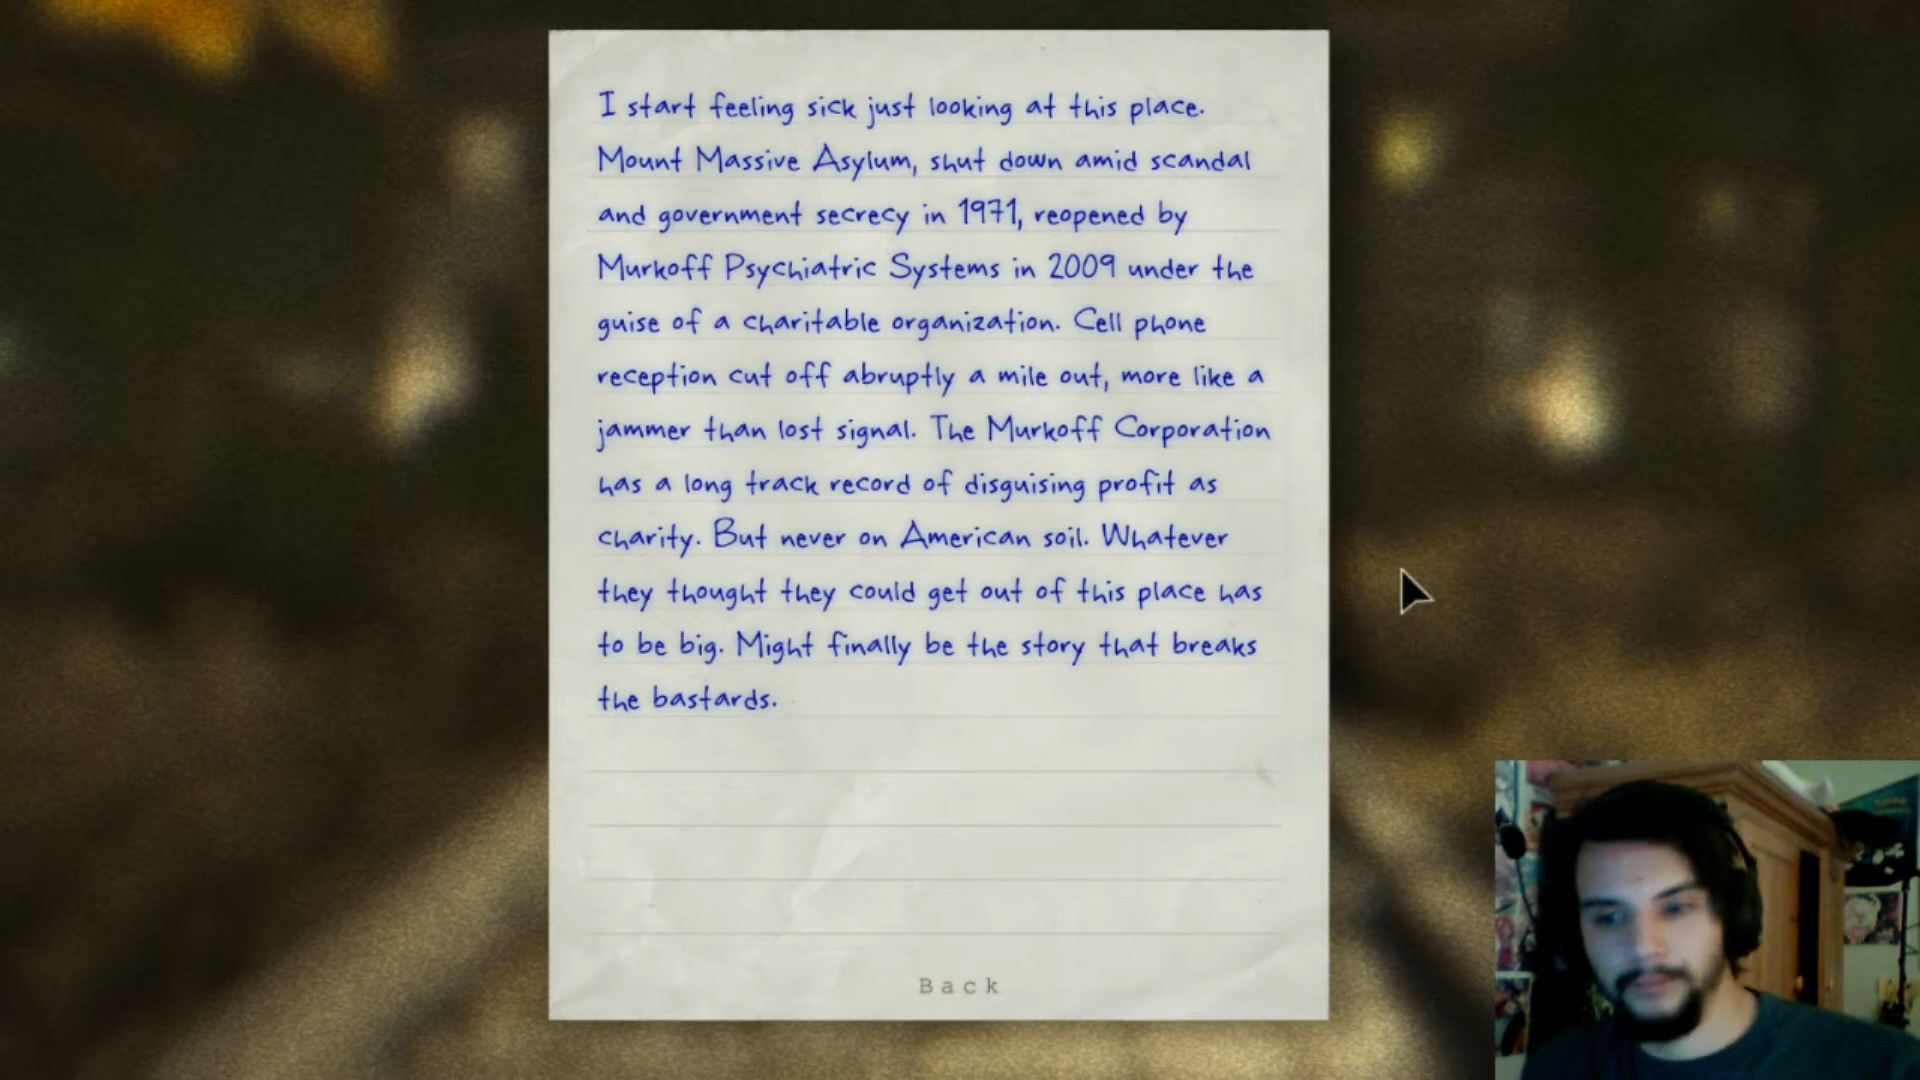 I start feeling sick just looking at this place.
Mount Massive Asylum, shut down amid scandal
and government secrecy in 1971, reopened by
Murkoff Psychiatric Systems in 2009 under the
guise of a charitable organization. Cell phone
reception cut off abruptly a mile out, more like a
jammer than lost signal. The Murkoff Corporation
has a long track record of disguising profit as
charity. But never on American soil. Whatever
they thought they could get out of this place has
to be big. Might finally be the story that breaks
the bastards.
Back